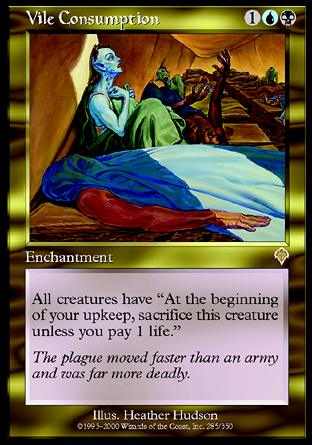 Vile Consumption 1
Enchantment
All creatures have “At the beginning
of your upkeep, sacrifice this creature
unless you pay 1 life.”
The plague moved faster than an army
and was far more deadly.
Illus. Heather Hudson
©1993–2000 Wizards of the Coast, Inc. 285/350